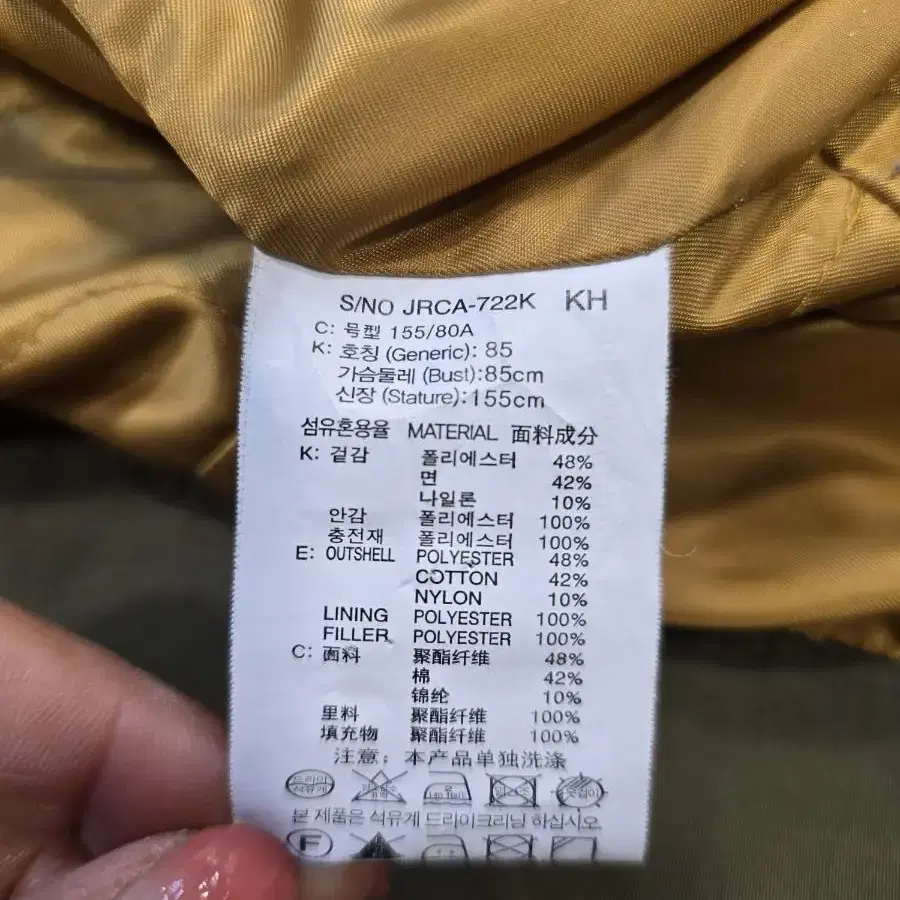 S/NO JRCA-722K KH
C: 号型 155/80A
K: 호칭 (Generic): 85
가슴둘레 (Bust):85cm
신장 (Stature):155cm
섬유혼용율 MATERIAL 面料成分
K: 겉감 폴리에스터 48%
면 42%
나일론 10%
안감 폴리에스터 100%
충전재 폴리에스터 100%
E: OUTSHELL POLYESTER 48%
COTTON 42%
NYLON 10%
LINING POLYESTER 100%
FILLER POLYESTER 100%
C: 面料 聚酯纤维 48%
棉 42%
锦纶 10%
里料 聚酯纤维 100%
填充物 聚酯纤维 100%
注意: 本产品单独洗涤
드라이 석유계
본 제품은 석유계 드라이크리닝 하십시오
F